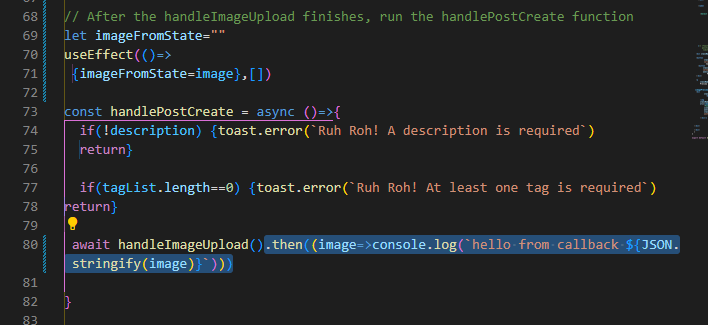 68 // After the handleImageUpload finishes, run the handlePostCreate function
69 let imageFromState=""
70 useEffect(()=>
71 {imageFromState=image},[])
72
73 const handlePostCreate = async ()=>{
74 if(!description) {toast.error(`Ruh Roh! A description is required`)
75 return}
76
77 if(tagList.length==0) {toast.error(`Ruh Roh! At least one tag is required`)
78 return}
79
80 await handleImageUpload().then((image=>console.log(`hello from callback ${JSON.
stringify(image)}`)))
81
82 }
83